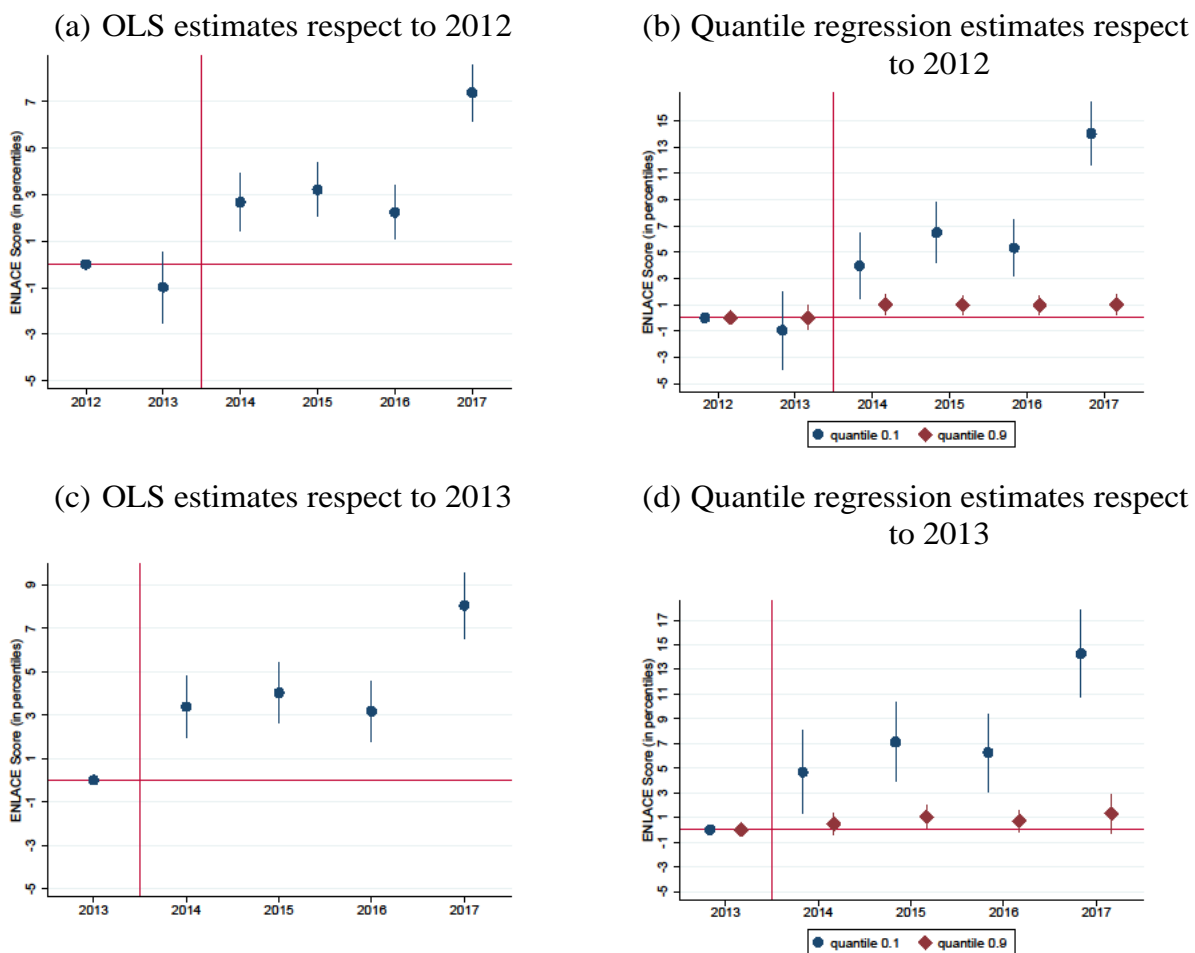 (a) OLS estimates respect to 2012
ENLACE Score (in percentiles)
7
5
3
1
-1
-3
-5
2012 2013 2014 2015 2016 2017
(b) Quantile regression estimates respect
to 2012
ENLACE Score (in percentiles)
15
13
11
9
7
5
3
1
-1
-3
-5
2012 2013 2014 2015 2016 2017
quantile 0.1 quantile 0.9
(c) OLS estimates respect to 2013
ENLACE Score (in percentiles)
9
7
5
3
1
-1
-3
-5
2013 2014 2015 2016 2017
(d) Quantile regression estimates respect
to 2013
ENLACE Score (in percentiles)
17
15
13
11
9
7
5
3
1
-1
-3
-5
2013 2014 2015 2016 2017
quantile 0.1 quantile 0.9